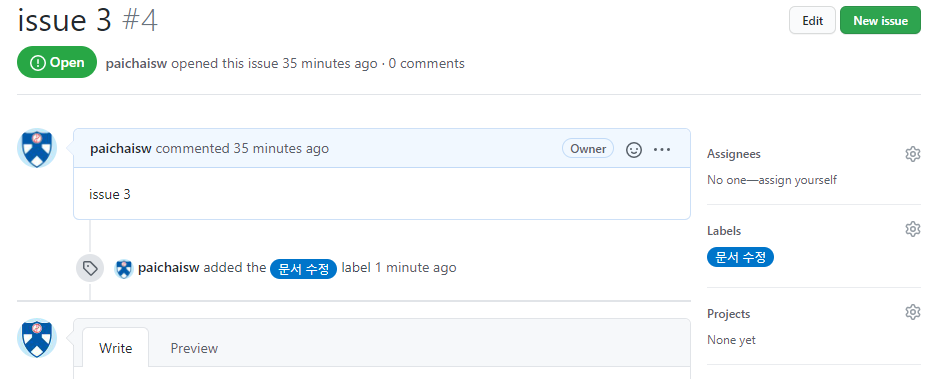 issue 3 #4
Edit
New issue
Open
paichaisw opened this issue 35 minutes ago · 0 comments
paichaisw commented 35 minutes ago
Owner
issue 3
paichaisw added the 문서 수정 label 1 minute ago
Write
Preview
Assignees
No one—assign yourself
Labels
문서 수정
Projects
None yet